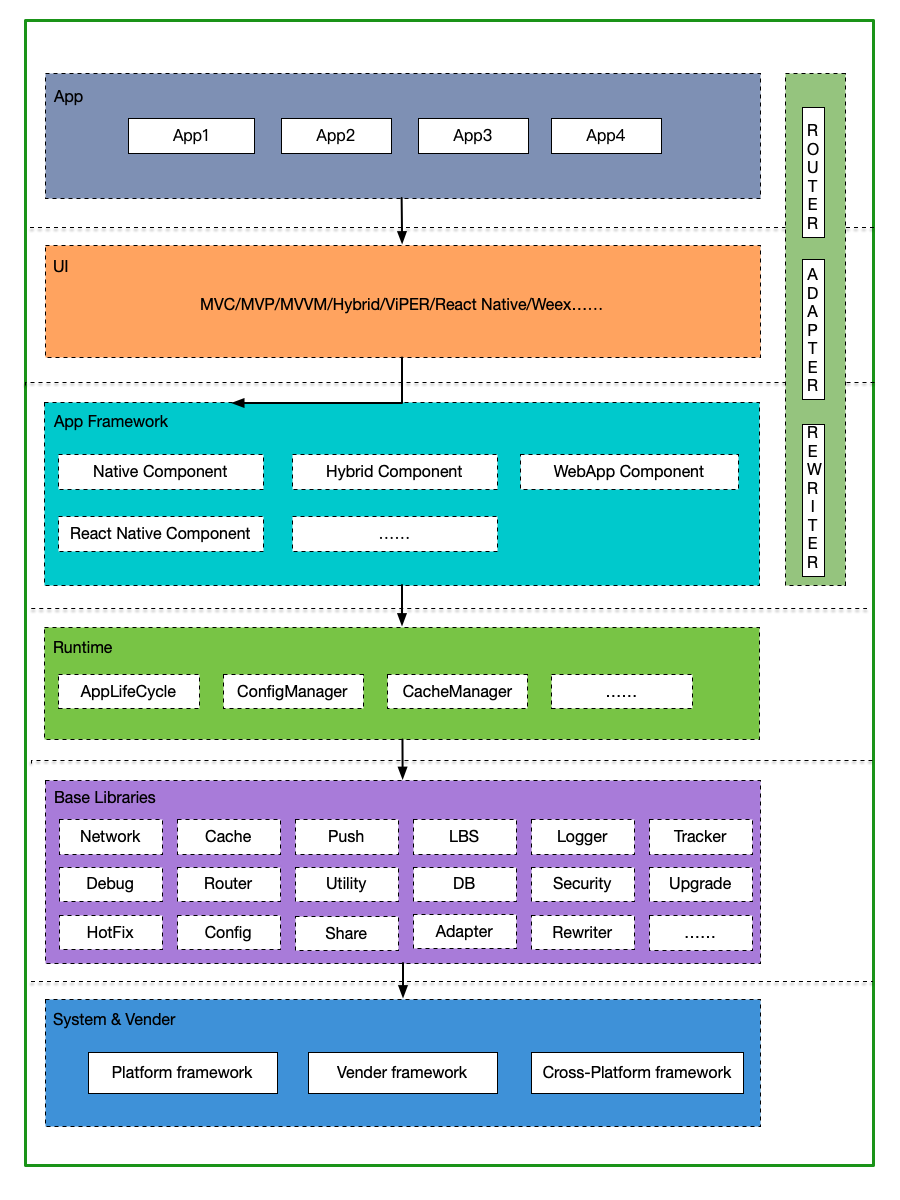 App
App1
App2
App3
App4
ROUTER
UI
MVC/MVP/MVVM/Hybrid/ViPER/React Native/Weex……
ADAPTER
App Framework
Native Component
Hybrid Component
WebApp Component
React Native Component
……
REWRITER
Runtime
AppLifeCycle
ConfigManager
CacheManager
……
Base Libraries
Network
Cache
Push
LBS
Logger
Tracker
Debug
Router
Utility
DB
Security
Upgrade
HotFix
Config
Share
Adapter
Rewriter
……
System & Vender
Platform framework
Vender framework
Cross-Platform framework